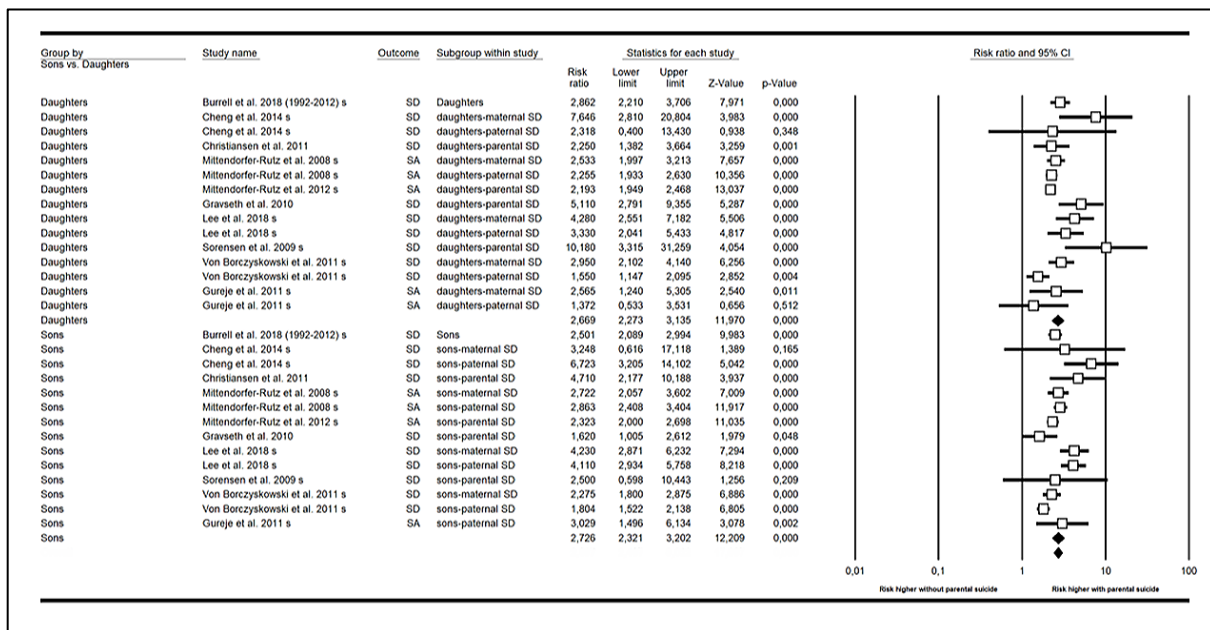 Group by Study name Outcome Subgroup within study Statistics for each study Risk ratio and 95% CI
Sons vs. Daughters
Risk ratio Lower limit Upper limit Z-Value p-Value
Daughters Burrell et al. 2018 (1992-2012) s SD Daughters 2,862 2,210 3,706 7,971 0,000
Daughters Cheng et al. 2014 s SD daughters-maternal SD 7,646 2,810 20,804 3,983 0,000
Daughters Cheng et al. 2014 s SD daughters-paternal SD 2,318 0,400 13,430 0,938 0,348
Daughters Christiansen et al. 2011 SD daughters-parental SD 2,250 1,382 3,664 3,259 0,001
Daughters Mittendorfer-Rutz et al. 2008 s SA daughters-maternal SD 2,533 1,997 3,213 7,657 0,000
Daughters Mittendorfer-Rutz et al. 2008 s SA daughters-paternal SD 2,255 1,933 2,630 10,356 0,000
Daughters Mittendorfer-Rutz et al. 2012 s SA daughters-parental SD 2,193 1,949 2,468 13,037 0,000
Daughters Gravseth et al. 2010 SD daughters-parental SD 5,110 2,791 9,355 5,287 0,000
Daughters Lee et al. 2018 s SD daughters-maternal SD 4,280 2,551 7,182 5,506 0,000
Daughters Lee et al. 2018 s SD daughters-paternal SD 3,330 2,041 5,433 4,817 0,000
Daughters Sorensen et al. 2009 s SD daughters-parental SD 10,180 3,315 31,259 4,054 0,000
Daughters Von Borczyskowski et al. 2011 s SD daughters-maternal SD 2,950 2,102 4,140 6,256 0,000
Daughters Von Borczyskowski et al. 2011 s SD daughters-paternal SD 1,550 1,147 2,095 2,852 0,004
Daughters Gureje et al. 2011 s SA daughters-maternal SD 2,565 1,240 5,305 2,540 0,011
Daughters Gureje et al. 2011 s SA daughters-paternal SD 1,372 0,533 3,531 0,656 0,512
Daughters 2,669 2,273 3,135 11,970 0,000
Sons Burrell et al. 2018 (1992-2012) s SD Sons 2,501 2,089 2,994 9,983 0,000
Sons Cheng et al. 2014 s SD sons-maternal SD 3,248 0,616 17,118 1,389 0,165
Sons Cheng et al. 2014 s SD sons-paternal SD 6,723 3,205 14,102 5,042 0,000
Sons Christiansen et al. 2011 SD sons-parental SD 4,710 2,177 10,188 3,937 0,000
Sons Mittendorfer-Rutz et al. 2008 s SA sons-maternal SD 2,722 2,057 3,602 7,009 0,000
Sons Mittendorfer-Rutz et al. 2008 s SA sons-paternal SD 2,863 2,408 3,404 11,917 0,000
Sons Mittendorfer-Rutz et al. 2012 s SA sons-parental SD 2,323 2,000 2,698 11,035 0,000
Sons Gravseth et al. 2010 SD sons-parental SD 1,620 1,005 2,612 1,979 0,048
Sons Lee et al. 2018 s SD sons-maternal SD 4,230 2,871 6,232 7,294 0,000
Sons Lee et al. 2018 s SD sons-paternal SD 4,110 2,934 5,758 8,218 0,000
Sons Sorensen et al. 2009 s SD sons-parental SD 2,500 0,598 10,443 1,256 0,209
Sons Von Borczyskowski et al. 2011 s SD sons-maternal SD 2,275 1,800 2,875 6,886 0,000
Sons Von Borczyskowski et al. 2011 s SD sons-paternal SD 1,804 1,522 2,138 6,805 0,000
Sons Gureje et al. 2011 s SA sons-paternal SD 3,029 1,496 6,134 3,078 0,002
Sons 2,726 2,321 3,202 12,209 0,000
0,01 0,1 1 10 100
Risk higher without parental suicide Risk higher with parental suicide